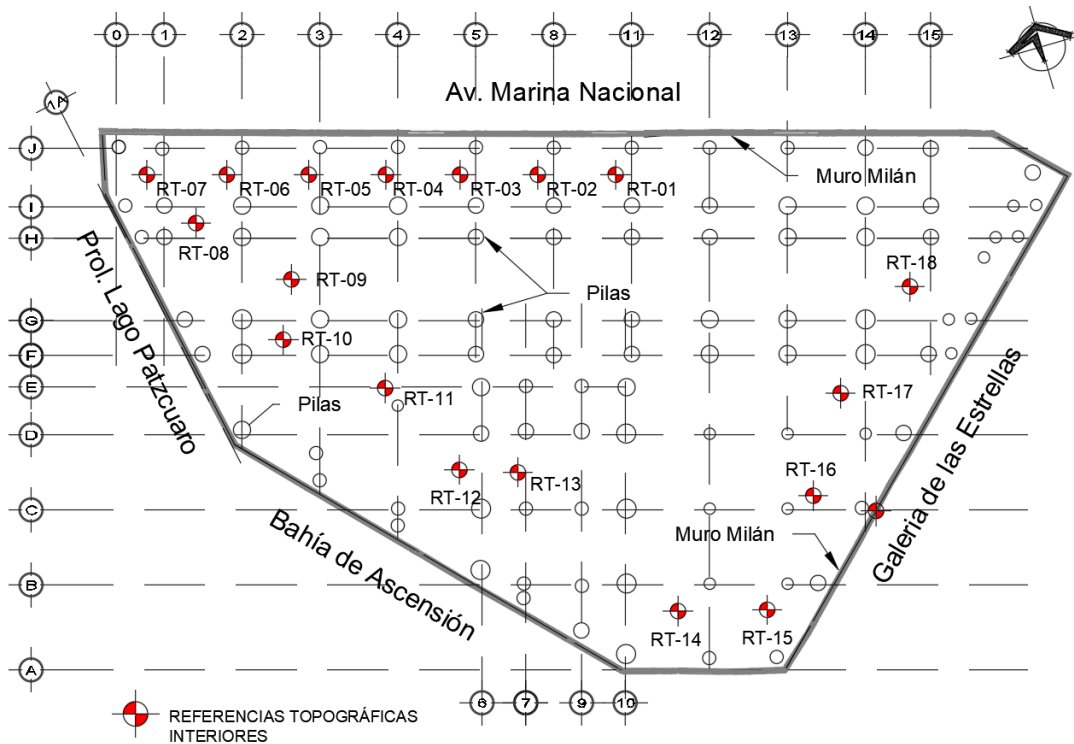 0 1 2 3 4 5 8 11 12 13 14 15
1A
Av. Marina Nacional
J
RT-07 RT-06 RT-05 RT-04 RT-03 RT-02 RT-01
Muro Milán
I
RT-08
H
RT-18
RT-09
Pilas
Prol. Lago Patzcuaro
G
RT-10
F
E
RT-11
RT-17
Pilas
D
Galeria de las Estrellas
RT-16
RT-12
RT-13
C
Bahía de Ascensión
Muro Milán
B
RT-14
RT-15
A
6 7 9 10
REFERENCIAS TOPOGRÁFICAS
INTERIORES